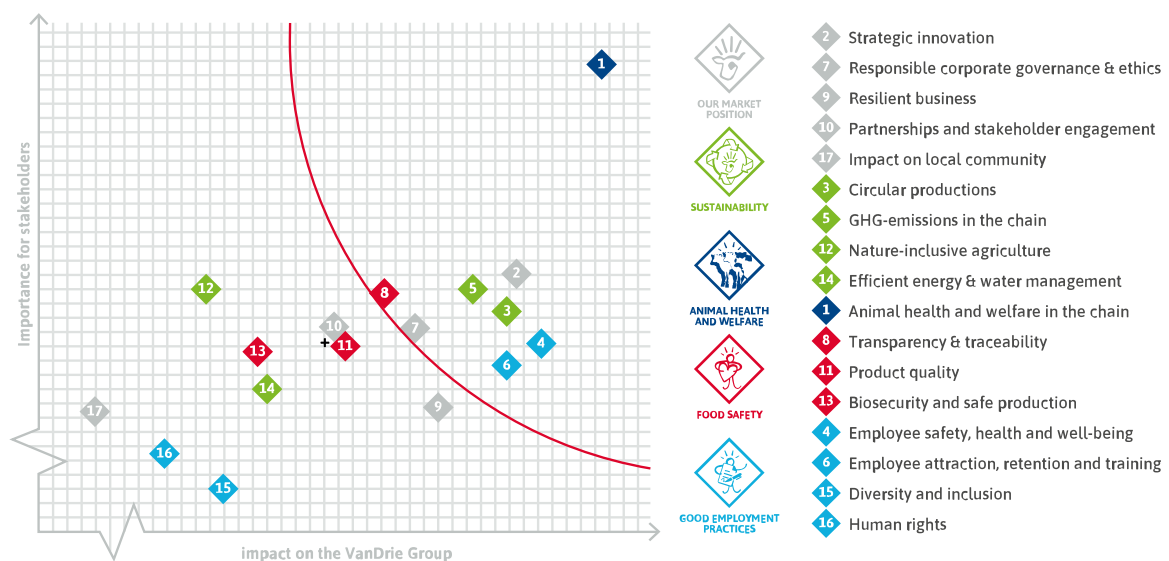 Importance for stakeholders
1
2
5
12
8
3
10
7
4
11
13
6
14
9
17
16
15
impact on the VanDrie Group
OUR MARKET
POSITION
SUSTAINABILITY
ANIMAL HEALTH
AND WELFARE
FOOD SAFETY
GOOD EMPLOYMENT
PRACTICES
2 Strategic innovation
7 Responsible corporate governance & ethics
9 Resilient business
10 Partnerships and stakeholder engagement
17 Impact on local community
3 Circular productions
5 GHG-emissions in the chain
12 Nature-inclusive agriculture
14 Efficient energy & water management
1 Animal health and welfare in the chain
8 Transparency & traceability
11 Product quality
13 Biosecurity and safe production
4 Employee safety, health and well-being
6 Employee attraction, retention and training
15 Diversity and inclusion
16 Human rights